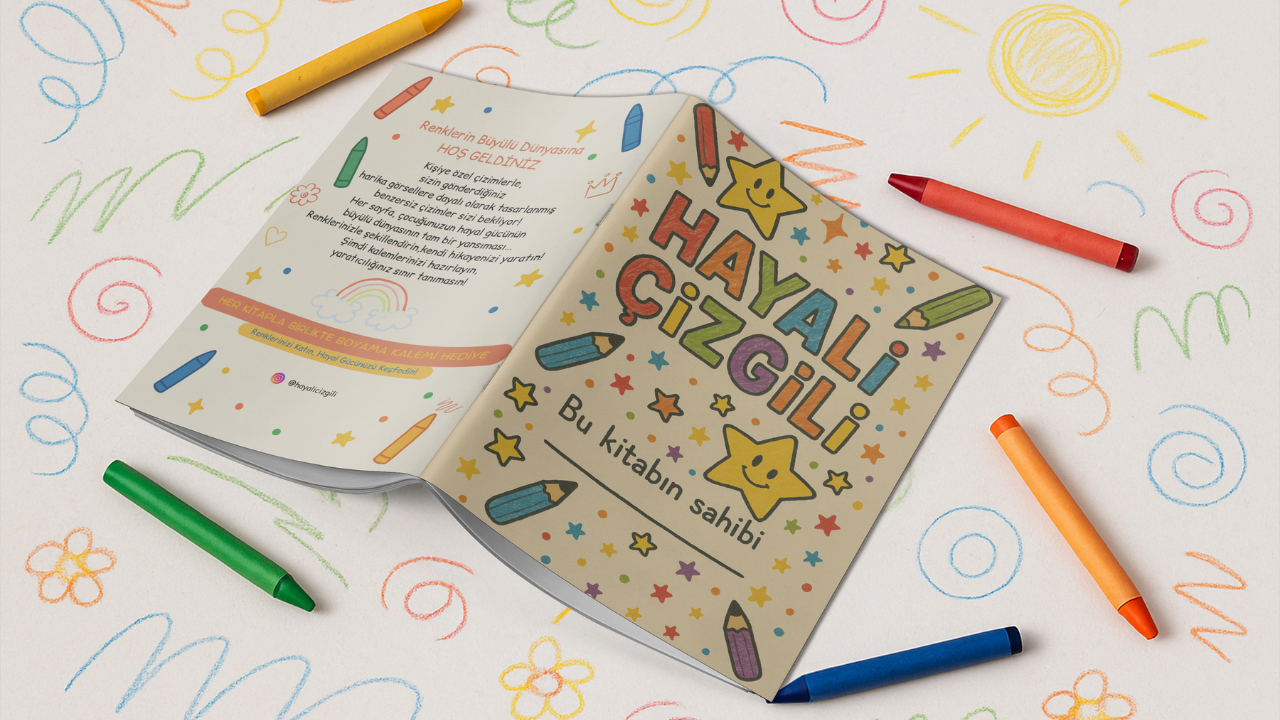 Renklerin Büyülü Dünyasına
HOŞ GELDİNİZ
Kişiye özel çizimlerle,
sizin gönderdiğiniz
harika görsellere dayalı olarak tasarlanmış
benzersiz çizimler sizi bekliyor!
Her sayfa, çocuğunuzun hayal gücünün
büyülü dünyasının tam bir yansıması...
Renklerinizle şekillendirin,kendi hikayenizi yaratın!
Şimdi kalemlerinizi hazırlayın,
yaratıcılığınız sınır tanımasın!
HER KİTAPLA BİRLİKTE BOYAMA KALEMİ HEDİYE
Renklerinizi Katın, Hayal Gücünüzü Keşfedin!
@hayalicizgili
HAYALİ
ÇİZGİLİ
Bu kitabın sahibi